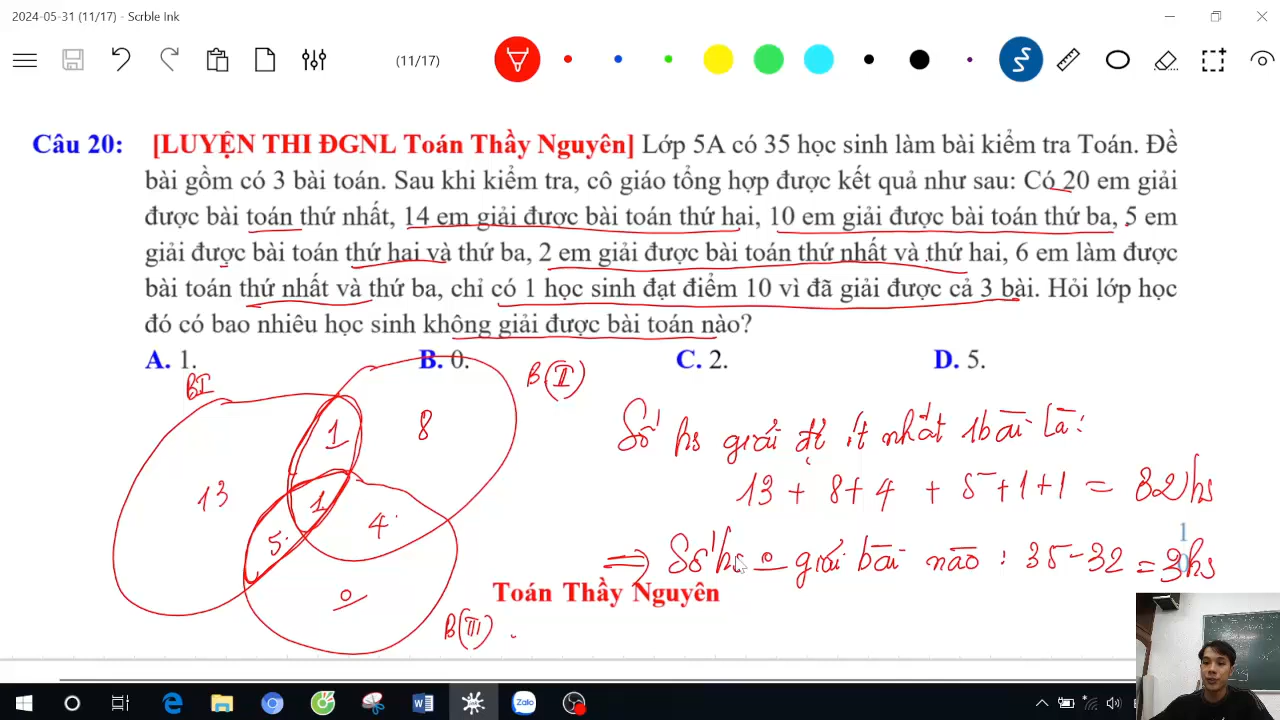 2024-05-31 (11/17) - Scrble Ink
(11/17)
Câu 20: [LUYỆN THI ĐGNL Toán Thầy Nguyên] Lớp 5A có 35 học sinh làm bài kiểm tra Toán. Đề
bài gồm có 3 bài toán. Sau khi kiểm tra, cô giáo tổng hợp được kết quả như sau: Có 20 em giải
được bài toán thứ nhất, 14 em giải được bài toán thứ hai, 10 em giải được bài toán thứ ba, 5 em
giải được bài toán thứ hai và thứ ba, 2 em giải được bài toán thứ nhất và thứ hai, 6 em làm được
bài toán thứ nhất và thứ ba, chỉ có 1 học sinh đạt điểm 10 vì đã giải được cả 3 bài. Hỏi lớp học
đó có bao nhiêu học sinh không giải được bài toán nào?
A. 1. B. 0. C. 2. D. 5.
BI
B(II)
1
8
Số hs giải đc ít nhất 1 bài là:
13
1
13 + 8 + 4 + 5 + 1 + 1 = 32 hs
5
4
⇒ Số hs 0 giải bài nào : 35 - 32 = 3 hs
0
Toán Thầy Nguyên
B(III)
Zalo